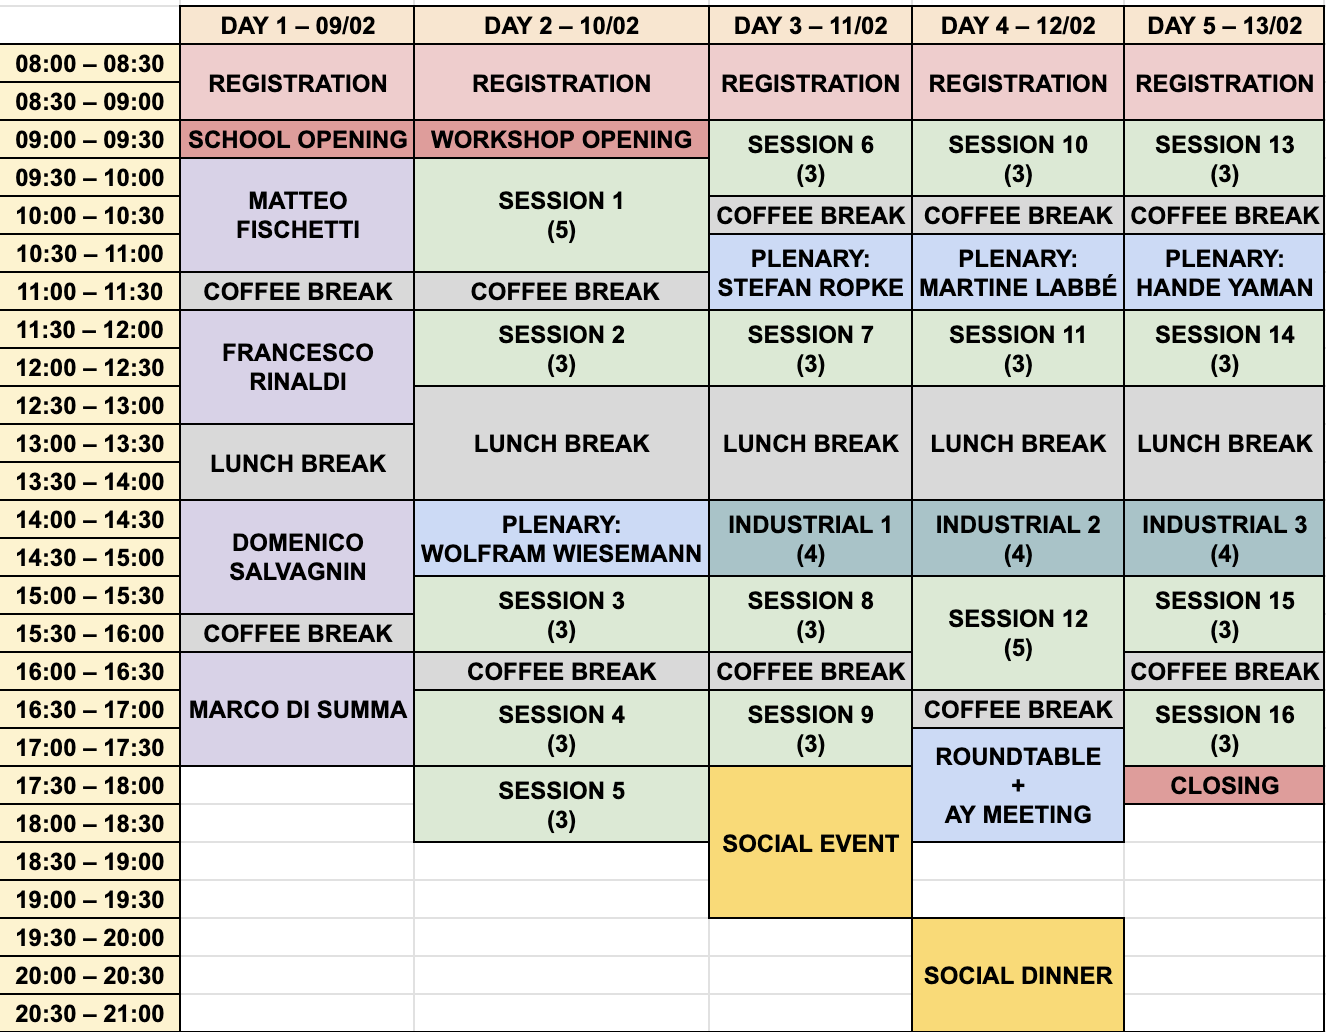 DAY 1 – 09/02 DAY 2 – 10/02 DAY 3 – 11/02 DAY 4 – 12/02 DAY 5 – 13/02
08:00 – 08:30
REGISTRATION REGISTRATION REGISTRATION REGISTRATION REGISTRATION
08:30 – 09:00
09:00 – 09:30 SCHOOL OPENING WORKSHOP OPENING SESSION 6 SESSION 10 SESSION 13
(3) (3) (3)
09:30 – 10:00
MATTEO SESSION 1
10:00 – 10:30 COFFEE BREAK COFFEE BREAK COFFEE BREAK
FISCHETTI (5)
10:30 – 11:00 PLENARY: PLENARY: PLENARY:
STEFAN ROPKE MARTINE LABBÉ HANDE YAMAN
11:00 – 11:30 COFFEE BREAK COFFEE BREAK
11:30 – 12:00 SESSION 2 SESSION 7 SESSION 11 SESSION 14
FRANCESCO
12:00 – 12:30 (3) (3) (3) (3)
RINALDI
12:30 – 13:00
13:00 – 13:30 LUNCH BREAK LUNCH BREAK LUNCH BREAK LUNCH BREAK
LUNCH BREAK
13:30 – 14:00
14:00 – 14:30 PLENARY: INDUSTRIAL 1 INDUSTRIAL 2 INDUSTRIAL 3
DOMENICO
14:30 – 15:00 WOLFRAM WIESEMANN (4) (4) (4)
SALVAGNIN
15:00 – 15:30 SESSION 3 SESSION 8 SESSION 15
SESSION 12
15:30 – 16:00 COFFEE BREAK (3) (3) (3)
(5)
16:00 – 16:30 COFFEE BREAK COFFEE BREAK COFFEE BREAK
16:30 – 17:00 MARCO DI SUMMA SESSION 4 SESSION 9 COFFEE BREAK SESSION 16
17:00 – 17:30 (3) (3) (3)
ROUNDTABLE
17:30 – 18:00 SESSION 5 + CLOSING
18:00 – 18:30 (3) AY MEETING
SOCIAL EVENT
18:30 – 19:00
19:00 – 19:30
19:30 – 20:00
20:00 – 20:30 SOCIAL DINNER
20:30 – 21:00